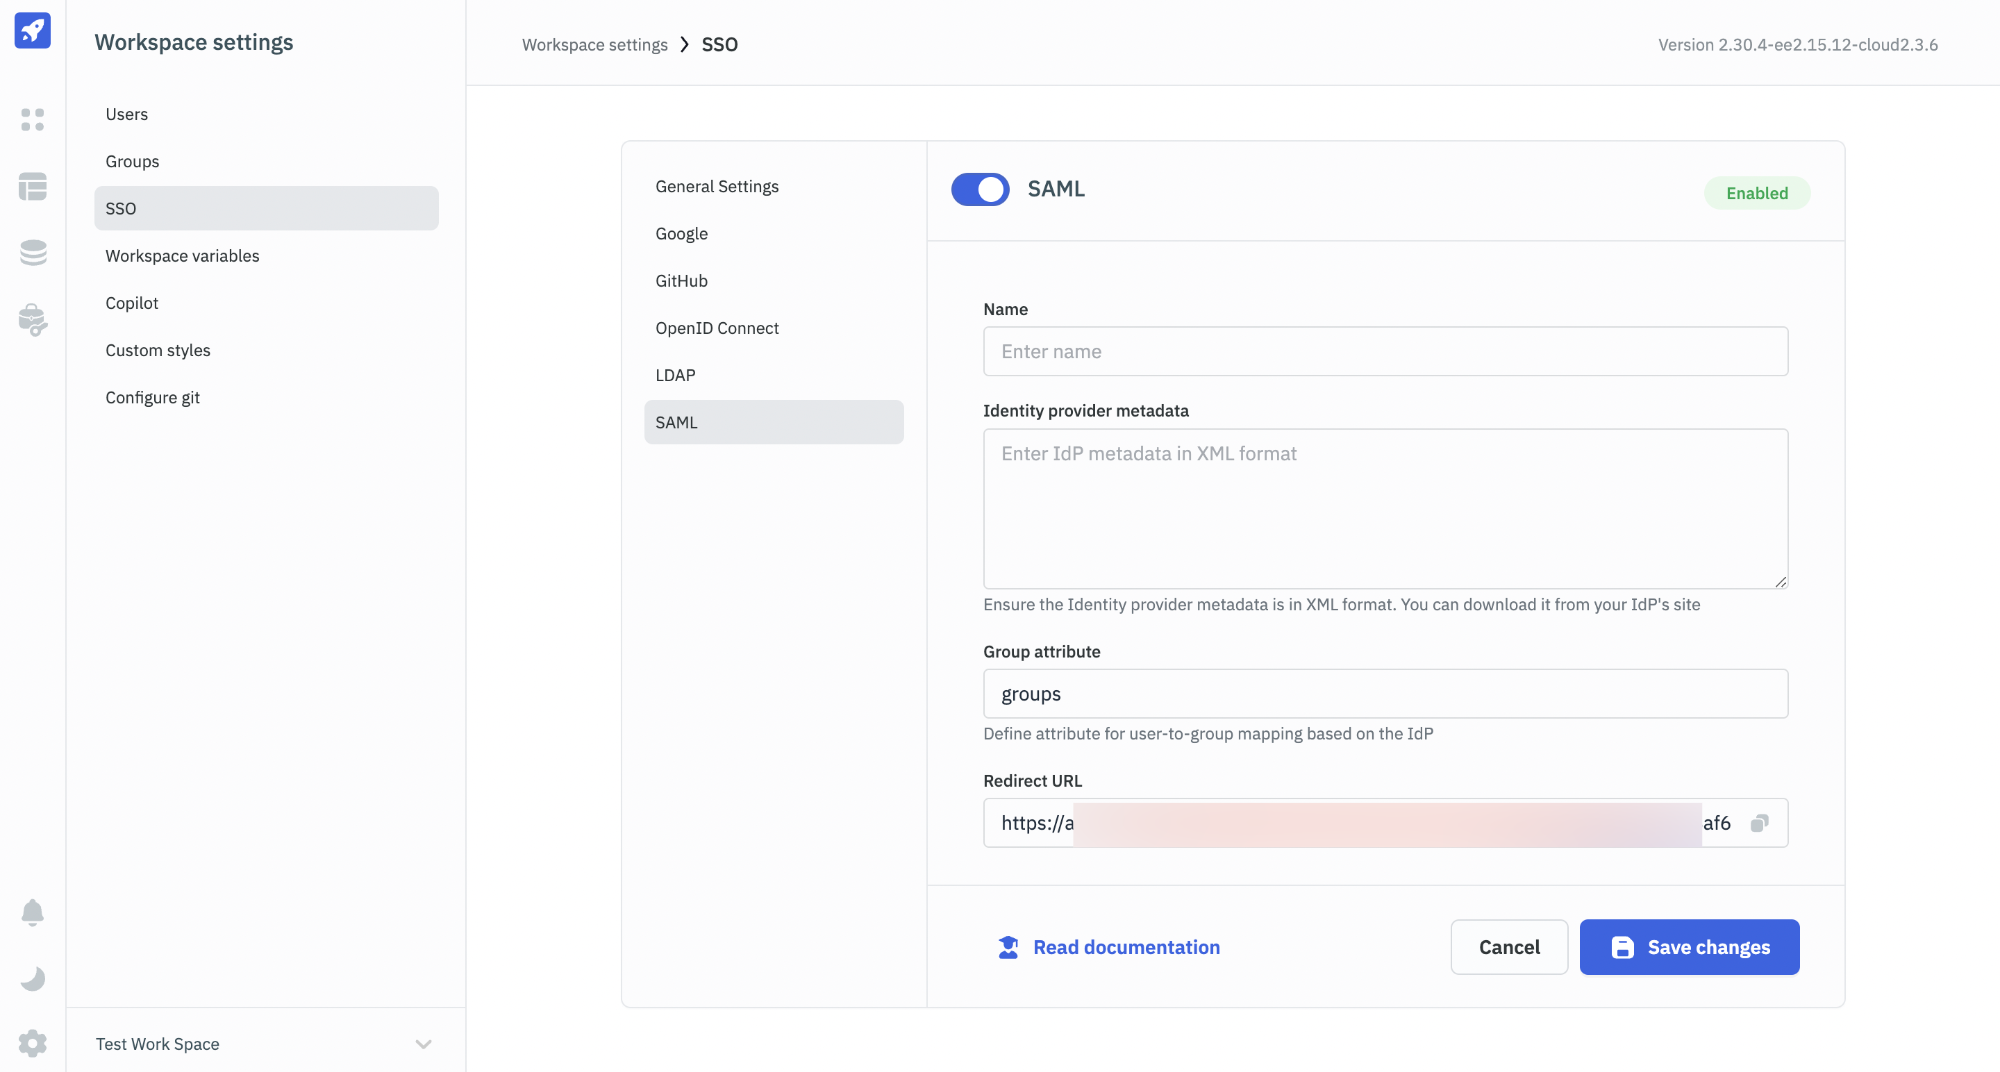 Workspace settings
Users
Groups
SSO
Workspace variables
Copilot
Custom styles
Configure git
Test Work Space
Workspace settings > SSO
Version 2.30.4-ee2.15.12-cloud2.3.6
General Settings
Google
GitHub
OpenID Connect
LDAP
SAML
SAML
Enabled
Name
Enter name
Identity provider metadata
Enter IdP metadata in XML format
Ensure the Identity provider metadata is in XML format. You can download it from your IdP's site
Group attribute
groups
Define attribute for user-to-group mapping based on the IdP
Redirect URL
https://a af6
Read documentation
Cancel
Save changes